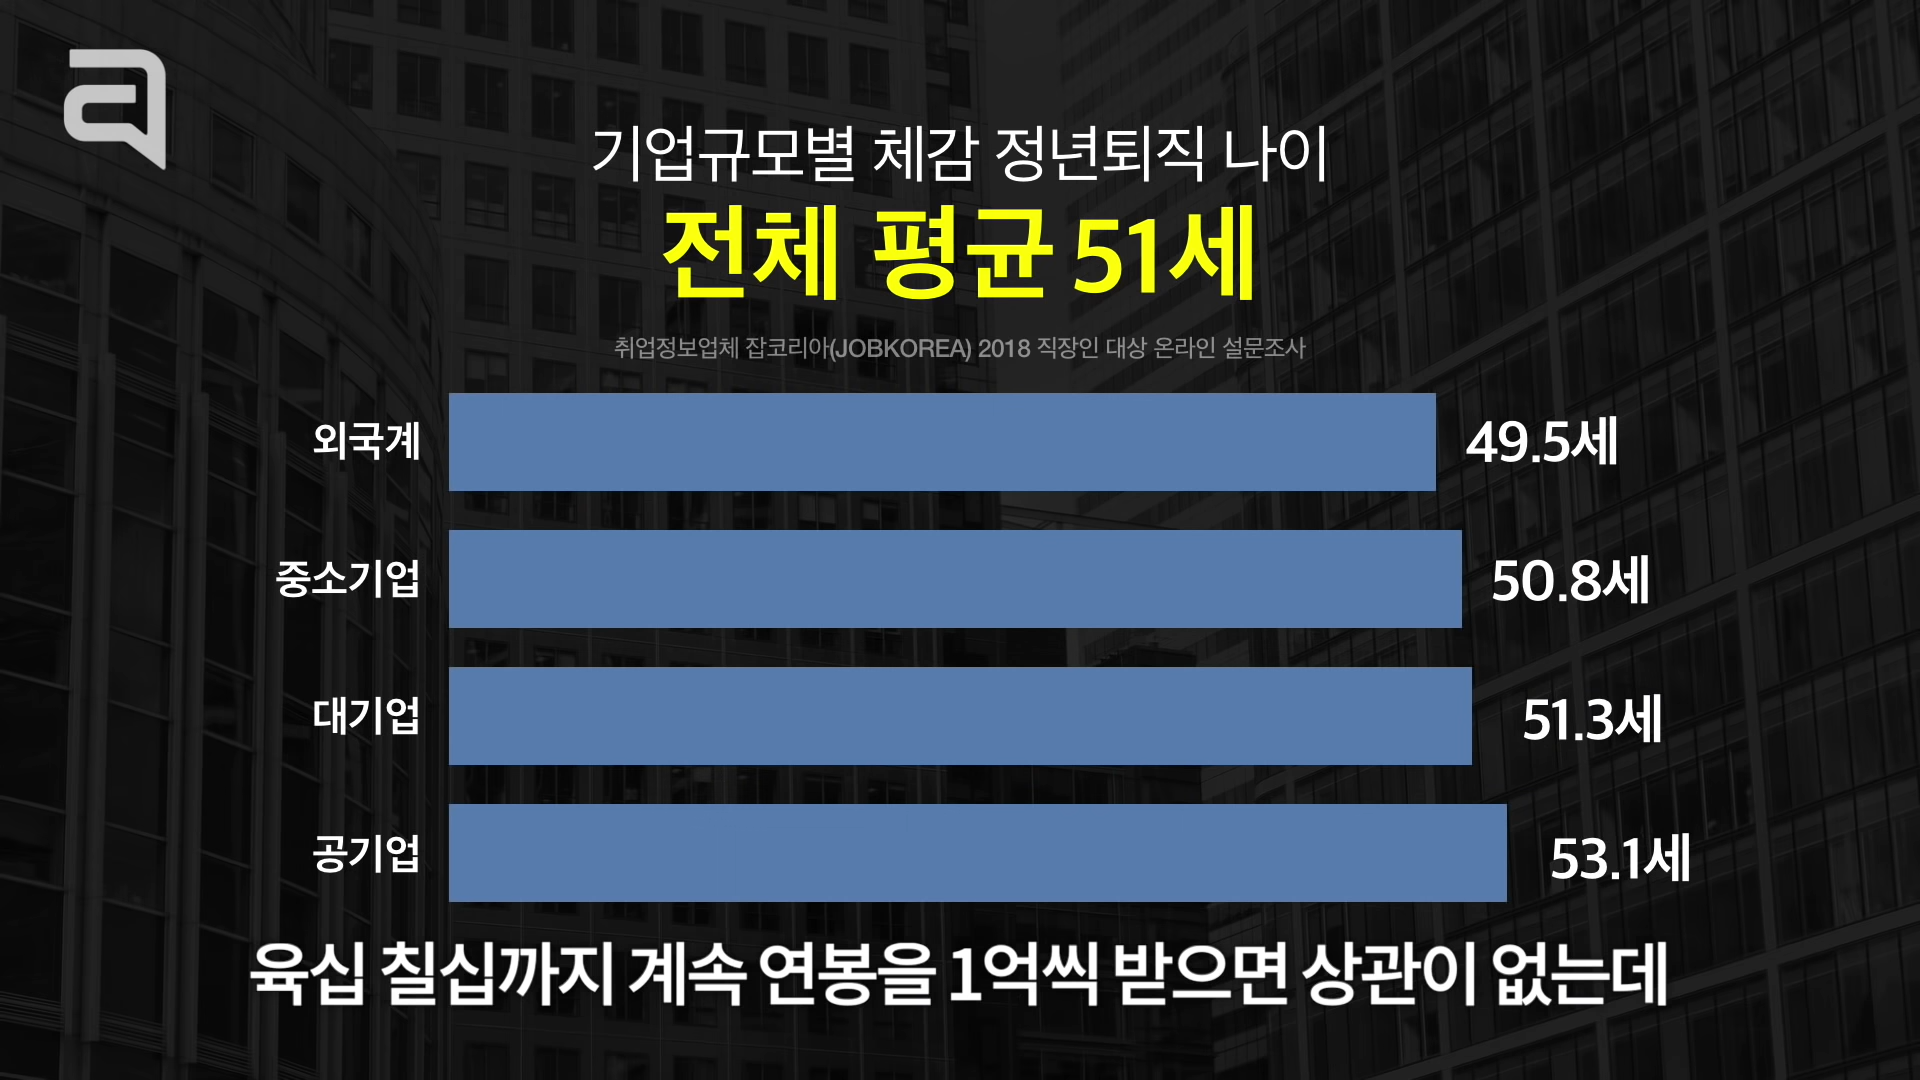 기업규모별 체감 정년퇴직 나이
전체 평균 51세
취업정보업체 잡코리아(JOBKOREA) 2018 직장인 대상 온라인 설문조사
외국계 49.5세
중소기업 50.8세
대기업 51.3세
공기업 53.1세
육십 칠십까지 계속 연봉을 1억씩 받으면 상관이 없는데